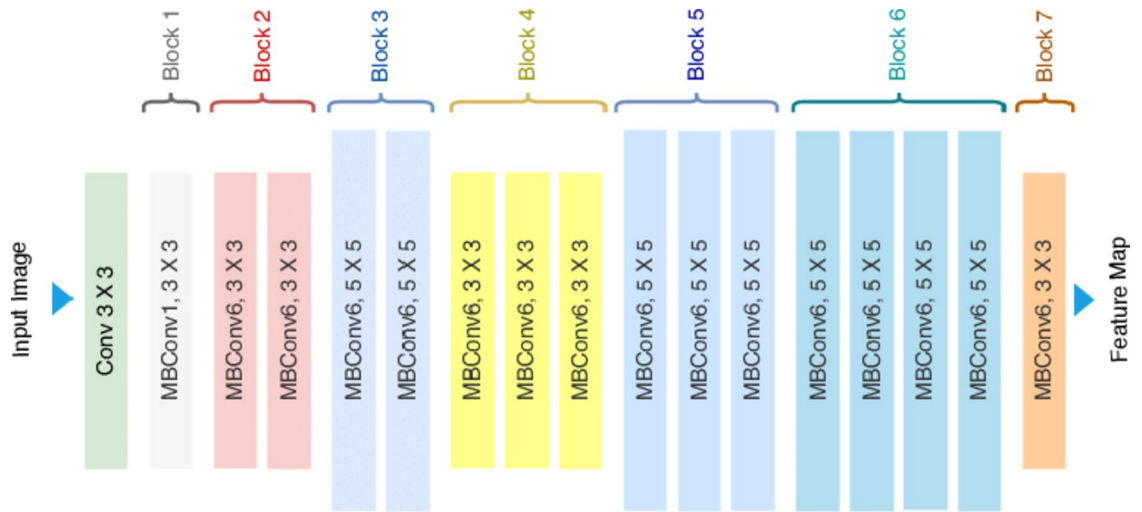 Block 1
Block 2
Block 3
Block 4
Block 5
Block 6
Block 7
Input Image
Conv 3 X 3
MBConv1, 3 X 3
MBConv6, 3 X 3
MBConv6, 3 X 3
MBConv6, 5 X 5
MBConv6, 5 X 5
MBConv6, 3 X 3
MBConv6, 3 X 3
MBConv6, 3 X 3
MBConv6, 5 X 5
MBConv6, 5 X 5
MBConv6, 5 X 5
MBConv6, 5 X 5
MBConv6, 5 X 5
MBConv6, 5 X 5
MBConv6, 5 X 5
MBConv6, 3 X 3
Feature Map